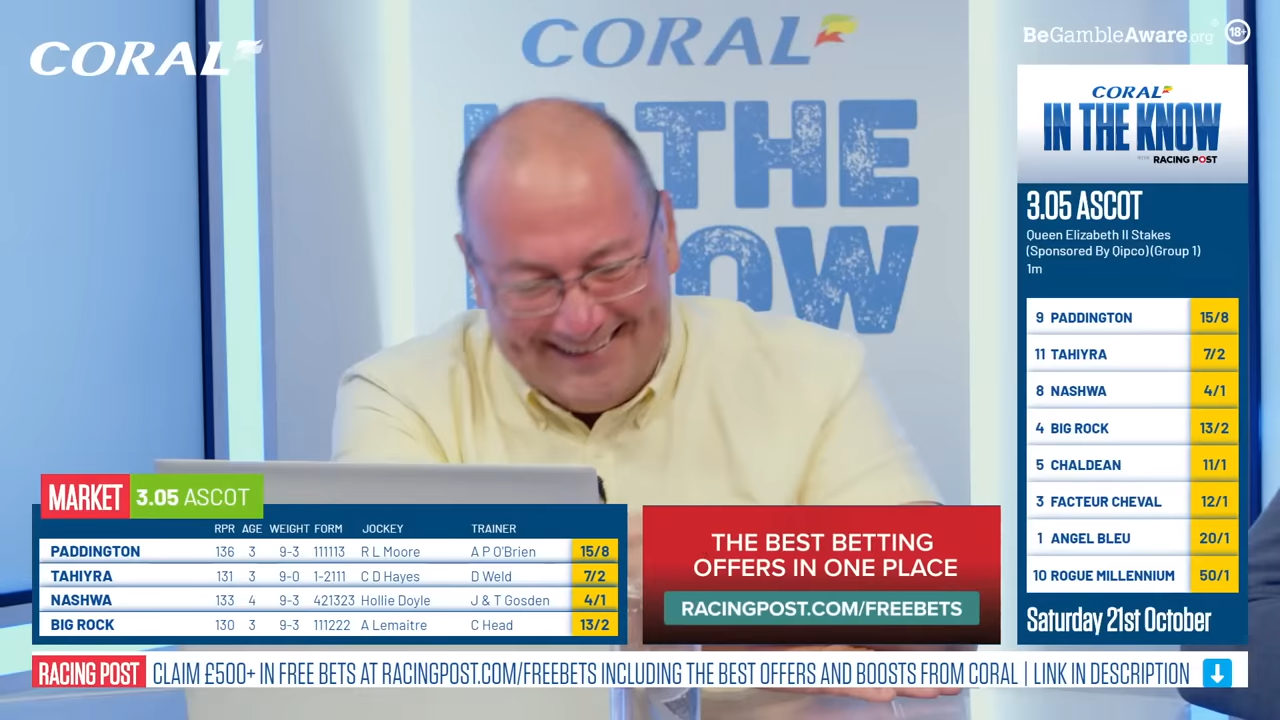 CORAL
CORAL
IN THE
KNOW
BeGambleAware.org 18+
CORAL
IN THE KNOW
WITH RACING POST
3.05 ASCOT
Queen Elizabeth II Stakes
(Sponsored By Qipco)(Group 1)
1m
9 PADDINGTON 15/8
11 TAHIYRA 7/2
8 NASHWA 4/1
4 BIG ROCK 13/2
5 CHALDEAN 11/1
3 FACTEUR CHEVAL 12/1
1 ANGEL BLEU 20/1
10 ROGUE MILLENNIUM 50/1
Saturday 21st October
MARKET 3.05 ASCOT
RPR AGE WEIGHT FORM JOCKEY TRAINER
PADDINGTON 136 3 9-3 111113 R L Moore A P O'Brien 15/8
TAHIYRA 131 3 9-0 1-2111 C D Hayes D Weld 7/2
NASHWA 133 4 9-3 421323 Hollie Doyle J & T Gosden 4/1
BIG ROCK 130 3 9-3 111222 A Lemaitre C Head 13/2
THE BEST BETTING
OFFERS IN ONE PLACE
RACINGPOST.COM/FREEBETS
RACING POST CLAIM £500+ IN FREE BETS AT RACINGPOST.COM/FREEBETS INCLUDING THE BEST OFFERS AND BOOSTS FROM CORAL | LINK IN DESCRIPTION